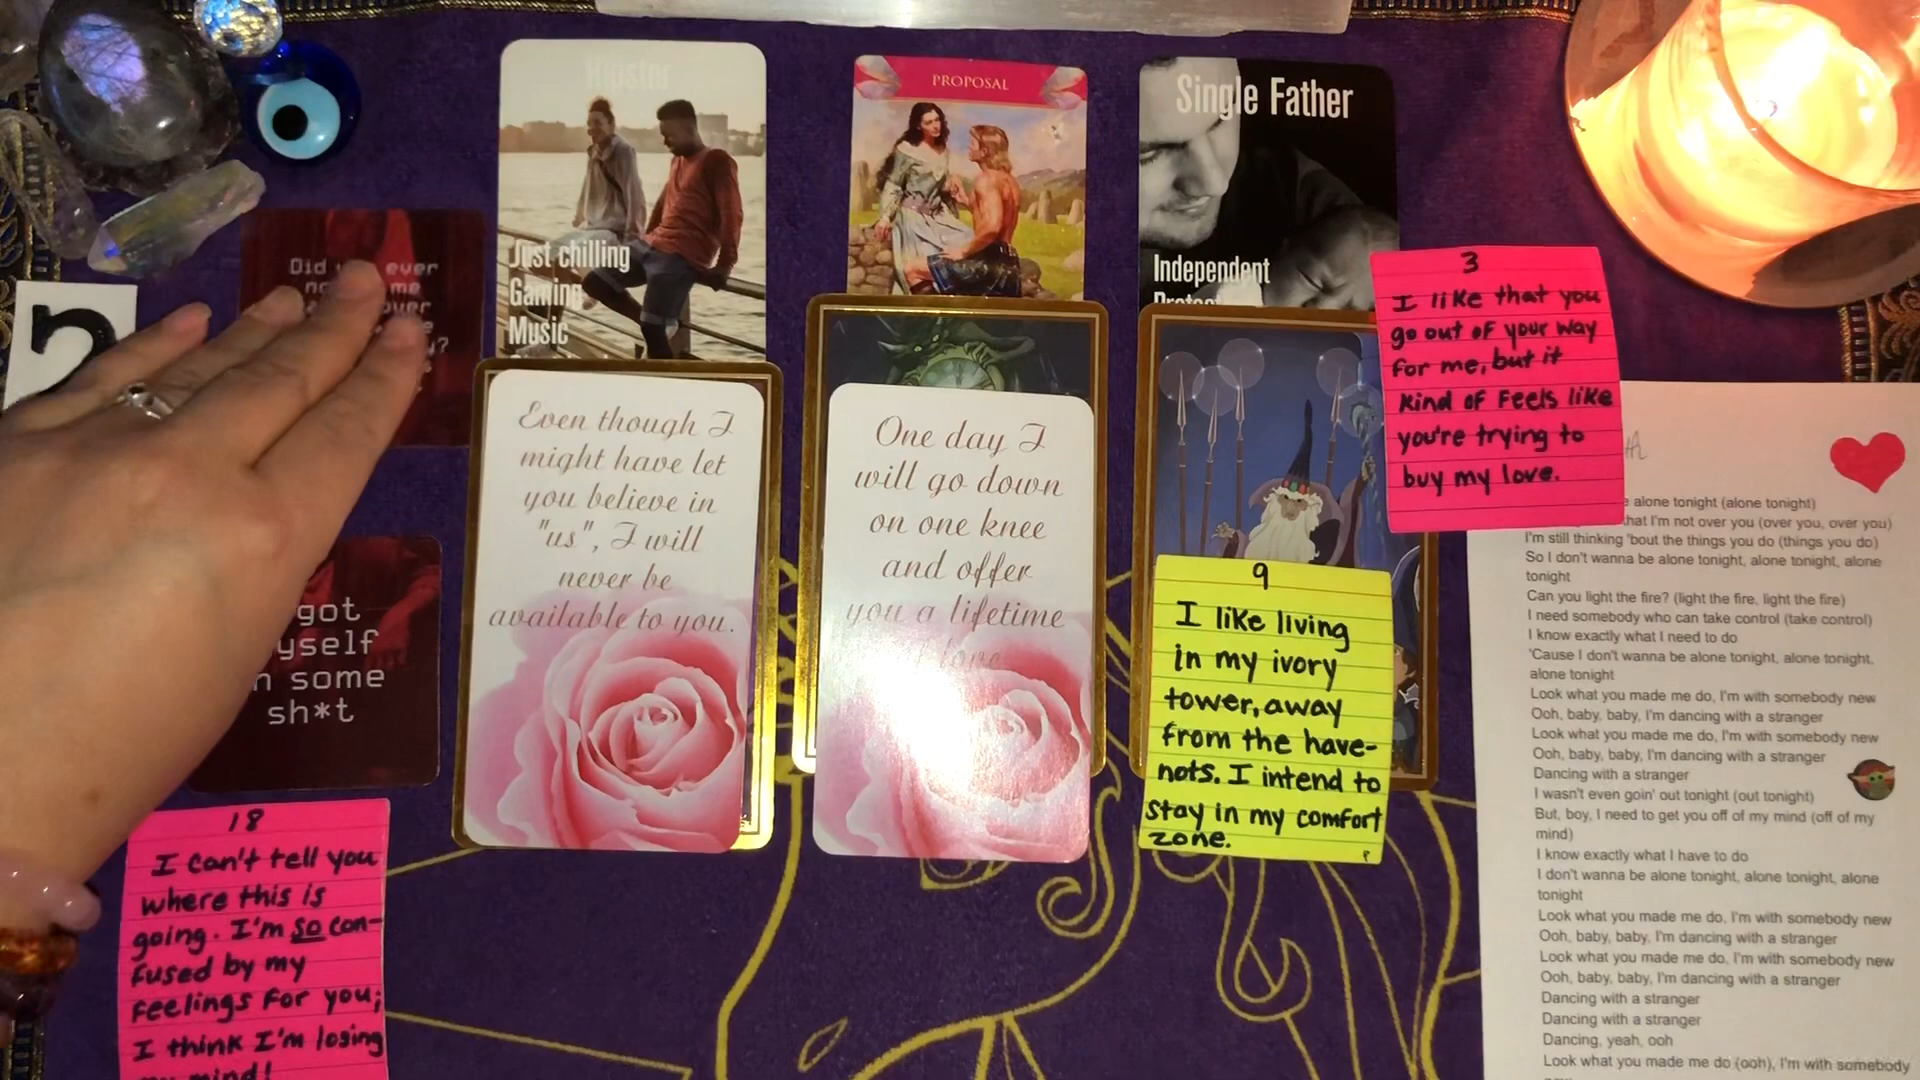 2
Did ever
me
over
?
got
yself
n some
sh*t
18
I can't tell you
where this is
going. I'm so con-
fused by my
feelings for you;
I think I'm losing
my mind!
Hipster
Just chilling
Gaming
Music
Even though I
might have let
you believe in
"us", I will
never be
available to you.
PROPOSAL
One day I
will go down
on one knee
and offer
you a lifetime
Single Father
Independent
3
I like that you
go out of your way
for me, but it
kind of feels like
you're trying to
buy my love.
9
I like living
in my ivory
tower, away
from the have-
nots. I intend to
stay in my comfort
zone.
P
alone tonight (alone tonight)
that I'm not over you (over you, over you)
I'm still thinking 'bout the things you do (things you do)
So I don't wanna be alone tonight, alone tonight, alone
tonight
Can you light the fire? (light the fire, light the fire)
I need somebody who can take control (take control)
I know exactly what I need to do
'Cause I don't wanna be alone tonight, alone tonight,
alone tonight
Look what you made me do, I'm with somebody new
Ooh, baby, baby, I'm dancing with a stranger
Look what you made me do, I'm with somebody new
Ooh, baby, baby, I'm dancing with a stranger
Dancing with a stranger
I wasn't even goin' out tonight (out tonight)
But, boy, I need to get you off of my mind (off of my
mind)
I know exactly what I have to do
I don't wanna be alone tonight, alone tonight, alone
tonight
Look what you made me do, I'm with somebody new
Ooh, baby, baby, I'm dancing with a stranger
Look what you made me do, I'm with somebody new
Ooh, baby, baby, I'm dancing with a stranger
Dancing with a stranger
Dancing with a stranger
Dancing, yeah, ooh
Look what you made me do (ooh), I'm with somebody